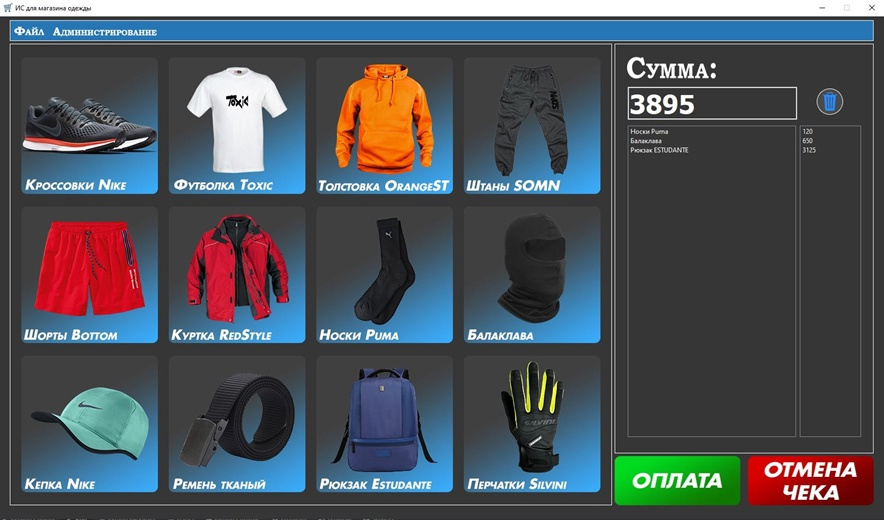 ИС для магазина одежды
Файл Администрирование
Toxic
Кроссовки Nike
Футболка Toxic
Толстовка OrangeST
Штаны SOMN
Шорты Bottom
Куртка RedStyle
Носки Puma
Балаклава
Кепка Nike
Ремень тканый
Рюкзак Estudante
SILVINI
Перчатки Silvini
Сумма:
3895
Носки Puma 120
Балаклава 650
Рюкзак ESTUDANTE 3125
ОПЛАТА
ОТМЕНА
ЧЕКА